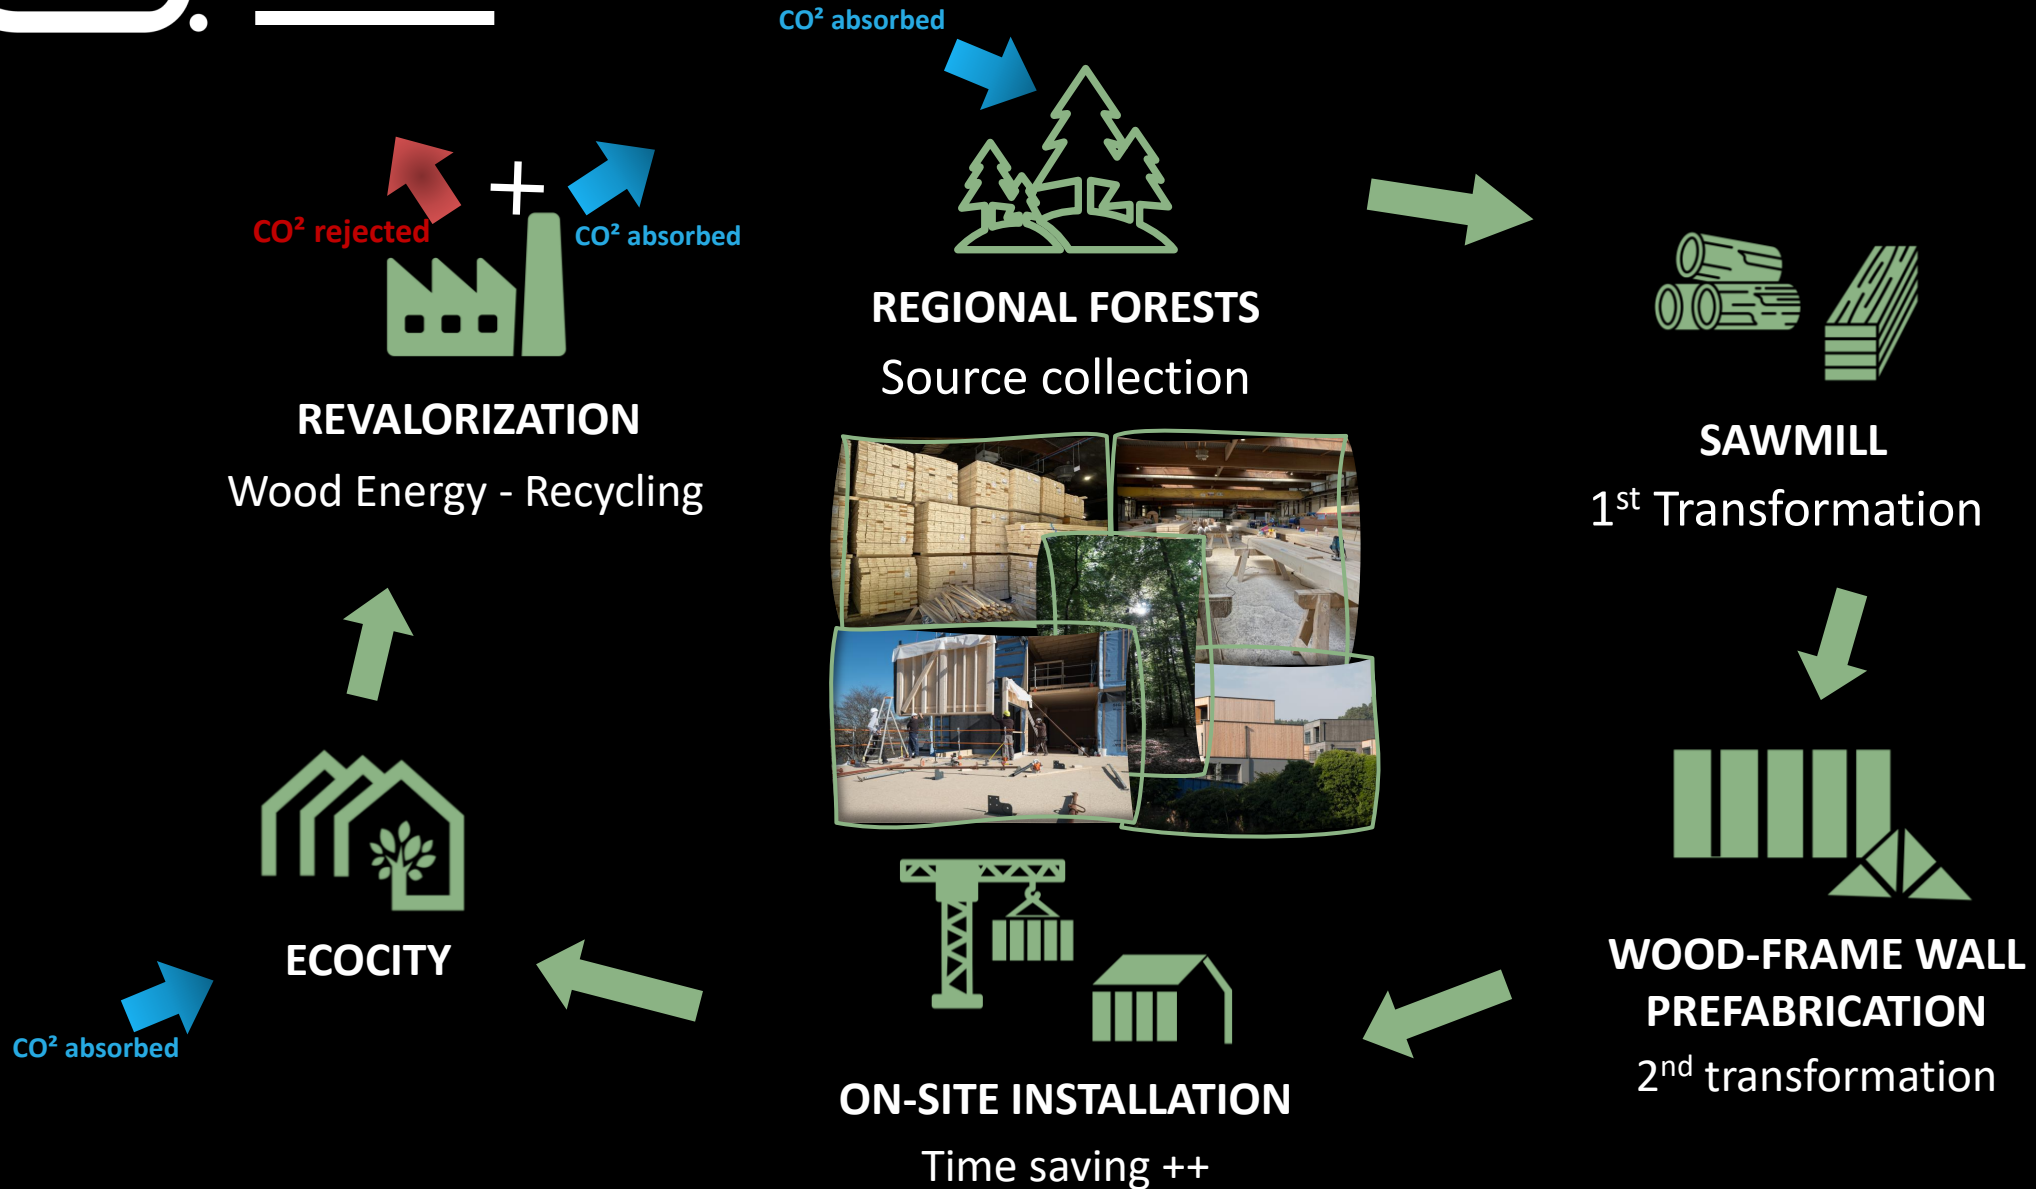 CO² absorbed
CO² rejected
+
CO² absorbed
REGIONAL FORESTS
Source collection
REVALORIZATION
Wood Energy - Recycling
SAWMILL
1st Transformation
ECOCITY
CO² absorbed
WOOD-FRAME WALL
PREFABRICATION
2nd transformation
ON-SITE INSTALLATION
Time saving ++